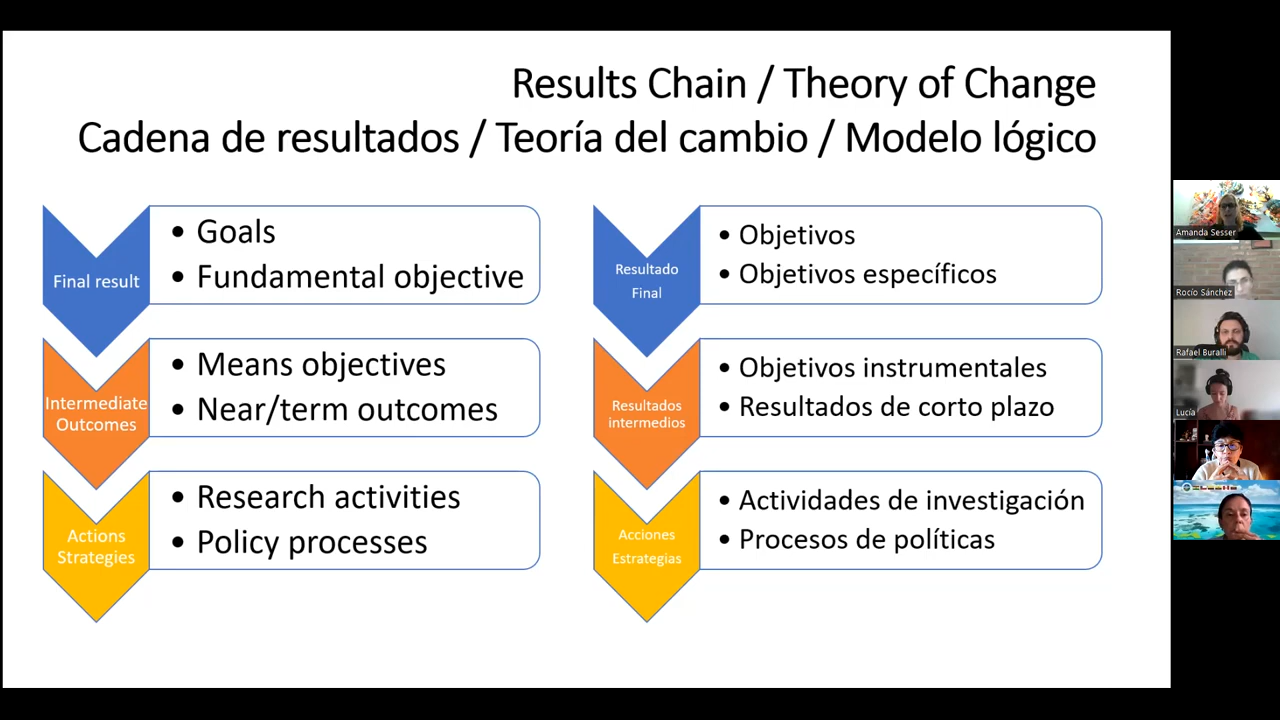 Results Chain / Theory of Change
Cadena de resultados / Teoría del cambio / Modelo lógico
Final result
• Goals
• Fundamental objective
Intermediate
Outcomes
• Means objectives
• Near/term outcomes
Actions
Strategies
• Research activities
• Policy processes
Resultado
Final
• Objetivos
• Objetivos específicos
Resultados
intermedios
• Objetivos instrumentales
• Resultados de corto plazo
Acciones
Estrategias
• Actividades de investigación
• Procesos de políticas
Amanda Sesser
Rocío Sánchez
Rafael Buralli
Lucía